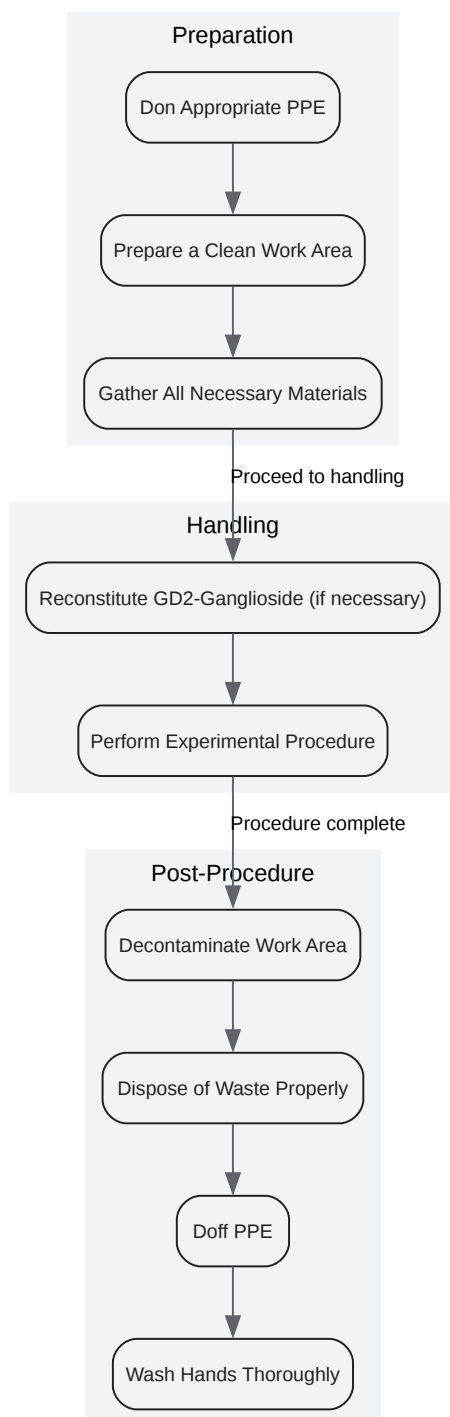 Preparation
Don Appropriate PPE
Prepare a Clean Work Area
Gather All Necessary Materials
Proceed to handling
Handling
Reconstitute GD2-Ganglioside (if necessary)
Perform Experimental Procedure
Procedure complete
Post-Procedure
Decontaminate Work Area
Dispose of Waste Properly
Doff PPE
Wash Hands Thoroughly